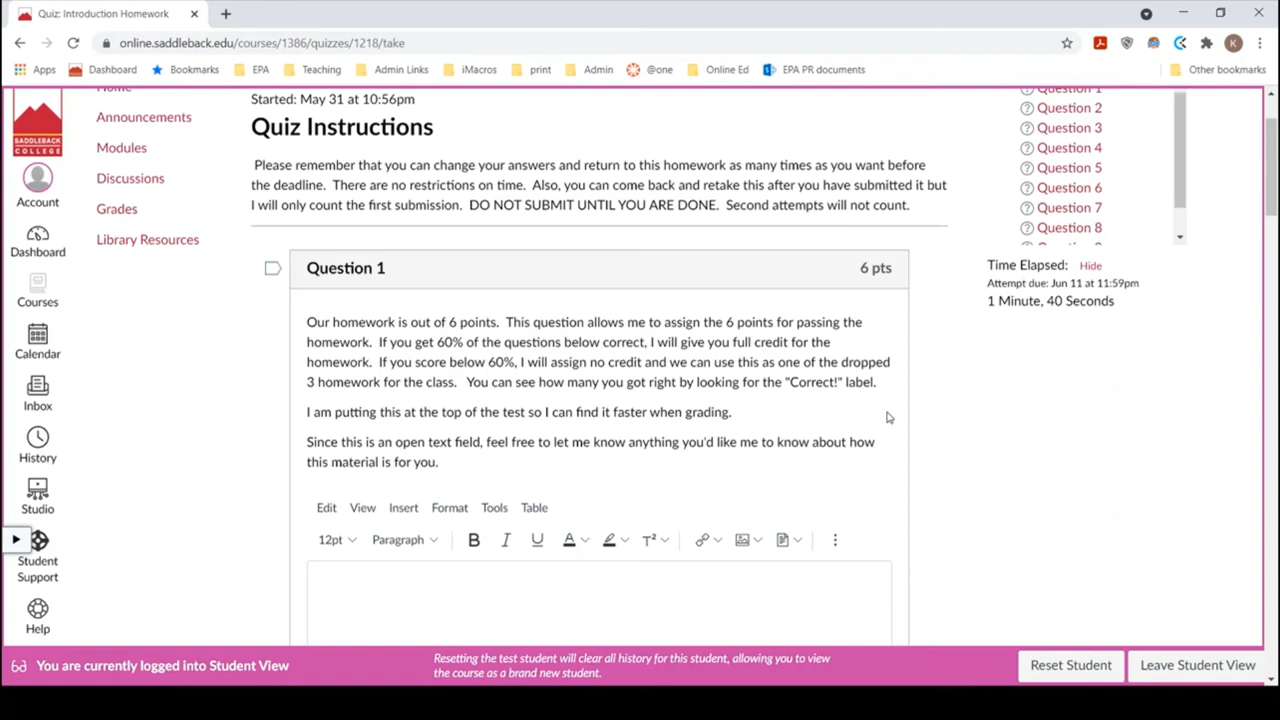 Quiz: Introduction Homework
online.saddleback.edu/courses/1386/quizzes/1218/take
Apps Dashboard Bookmarks EPA Teaching Admin Links iMacros print Admin @one Online Ed EPA PR documents Other bookmarks
K
SADDLEBACK
COLLEGE
Account
Dashboard
Courses
Calendar
Inbox
History
Studio
Student
Support
Help
Home
Announcements
Modules
Discussions
Grades
Library Resources
Started: May 31 at 10:56pm
Quiz Instructions
Please remember that you can change your answers and return to this homework as many times as you want before
the deadline. There are no restrictions on time. Also, you can come back and retake this after you have submitted it but
I will only count the first submission. DO NOT SUBMIT UNTIL YOU ARE DONE. Second attempts will not count.
Question 1 6 pts
Our homework is out of 6 points. This question allows me to assign the 6 points for passing the
homework. If you get 60% of the questions below correct, I will give you full credit for the
homework. If you score below 60%, I will assign no credit and we can use this as one of the dropped
3 homework for the class. You can see how many you got right by looking for the "Correct!" label.
I am putting this at the top of the test so I can find it faster when grading.
Since this is an open text field, feel free to let me know anything you'd like me to know about how
this material is for you.
Edit View Insert Format Tools Table
12pt Paragraph B I U A T²
Question 1
Question 2
Question 3
Question 4
Question 5
Question 6
Question 7
Question 8
Time Elapsed: Hide
Attempt due: Jun 11 at 11:59pm
1 Minute, 40 Seconds
You are currently logged into Student View
Resetting the test student will clear all history for this student, allowing you to view
the course as a brand new student.
Reset Student
Leave Student View